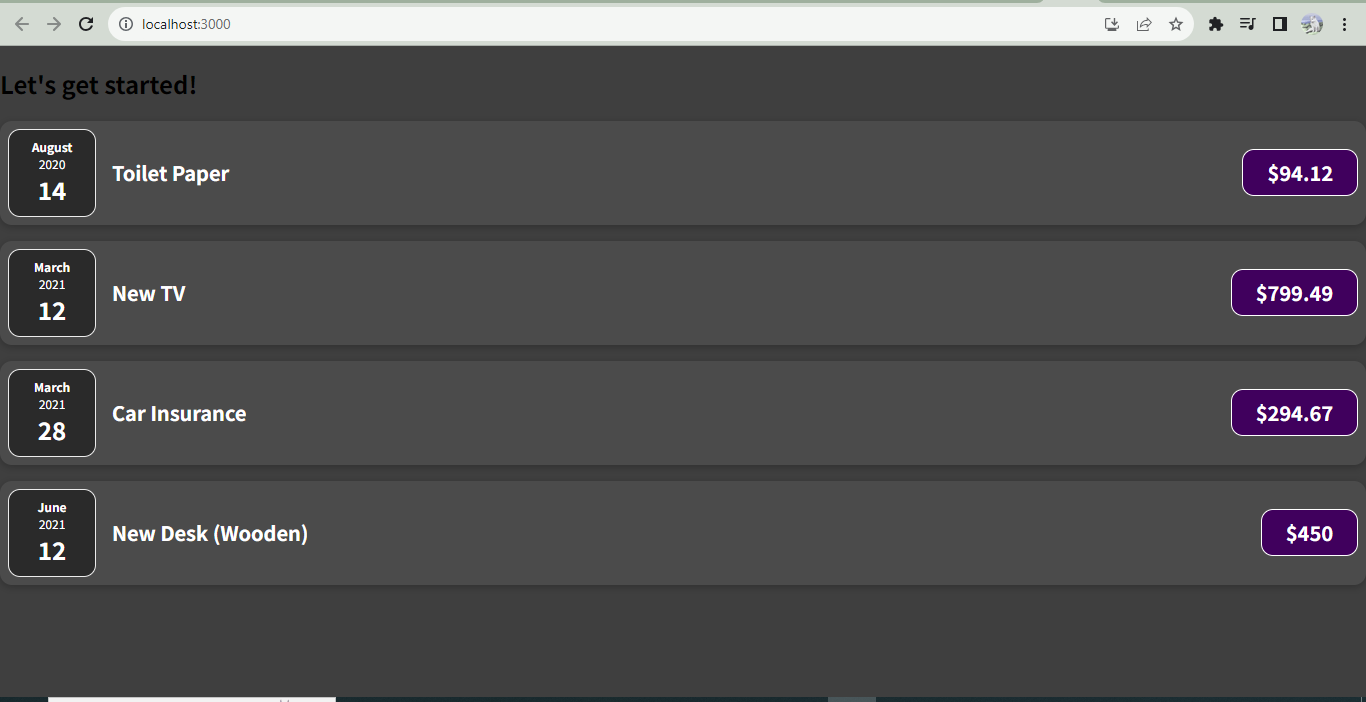 localhost:3000
Let's get started!
August
2020
14
Toilet Paper
$94.12
March
2021
12
New TV
$799.49
March
2021
28
Car Insurance
$294.67
June
2021
12
New Desk (Wooden)
$450